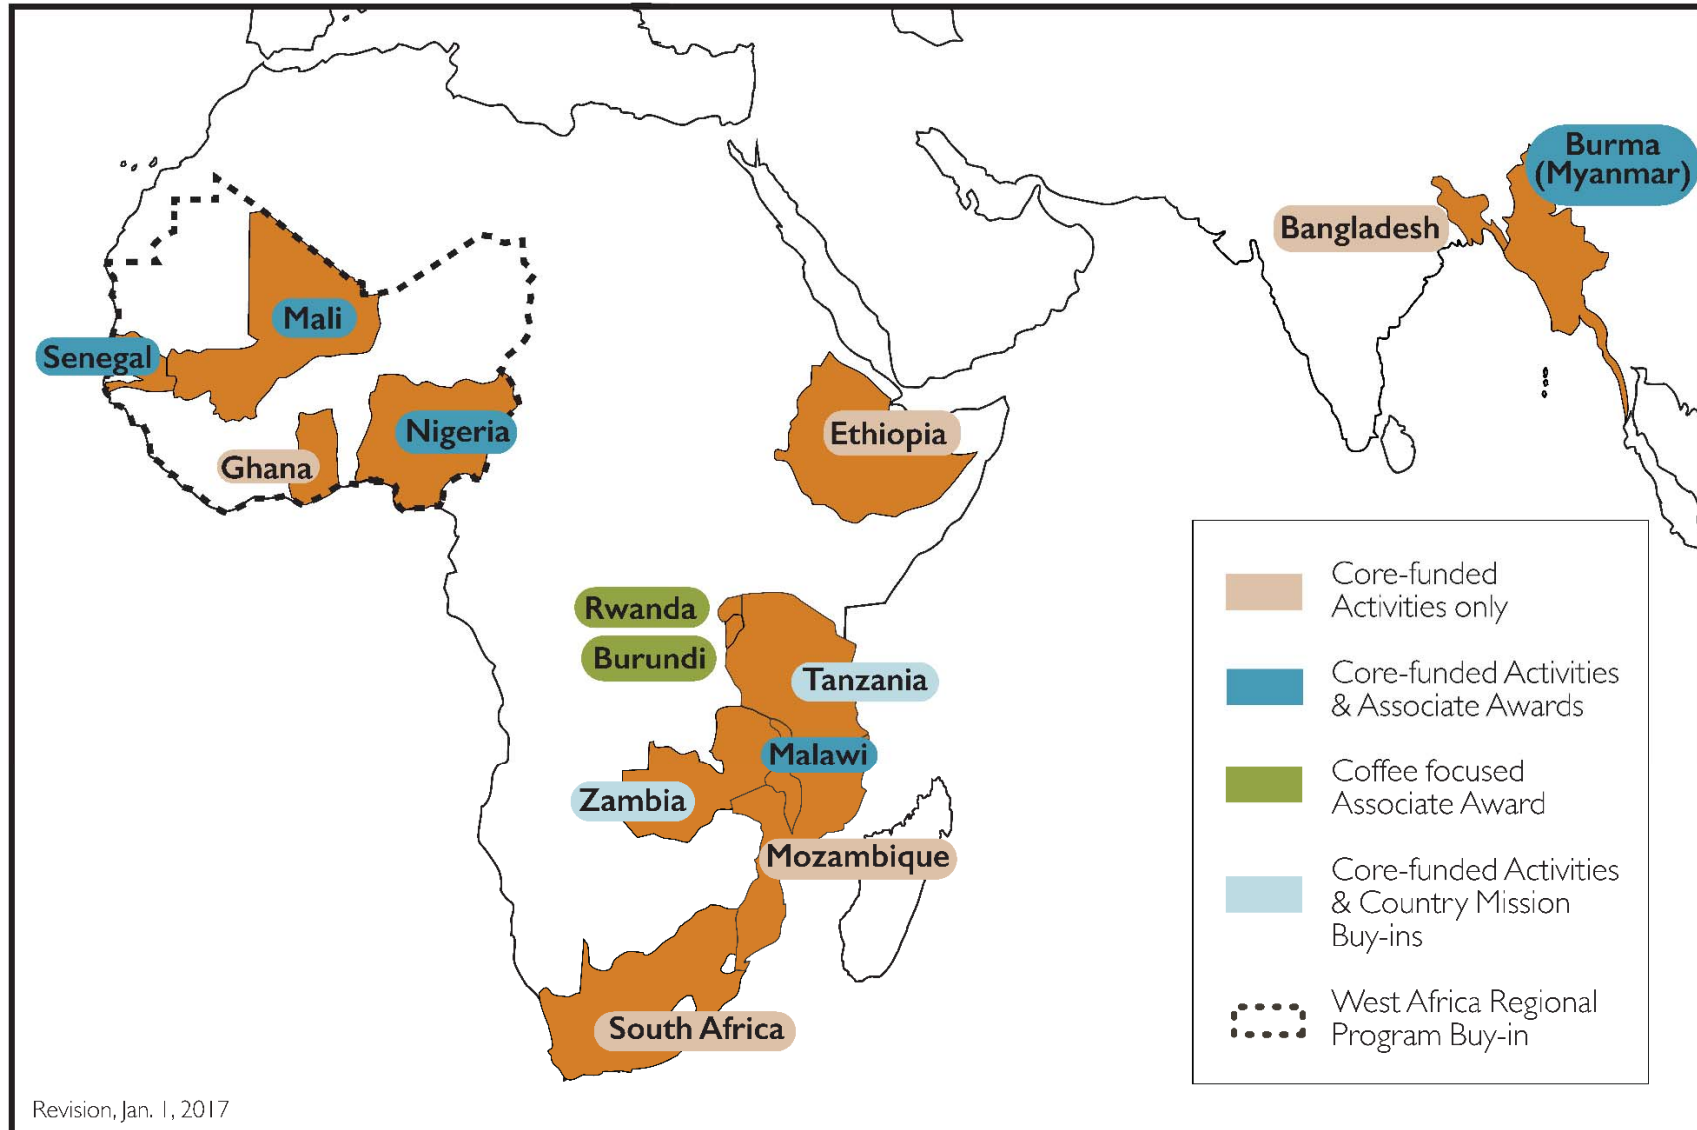 Burma
(Myanmar)
Bangladesh
Mali
Senegal
Nigeria
Ghana
Ethiopia
Rwanda
Burundi
Tanzania
Malawi
Zambia
Mozambique
South Africa
Core-funded
Activities only
Core-funded Activities
& Associate Awards
Coffee focused
Associate Award
Core-funded Activities
& Country Mission
Buy-ins
West Africa Regional
Program Buy-in
Revision, Jan. 1, 2017